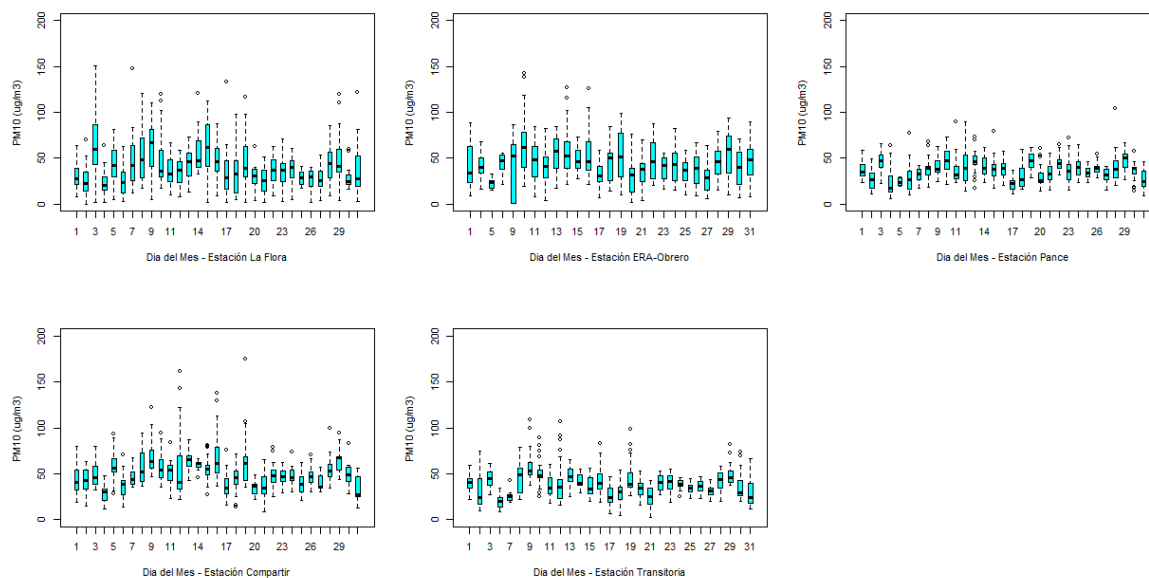 200
150
100
50
0
PM10 (ug/m3)
1 3 5 7 9 11 14 17 20 23 26 29
Dia del Mes - Estación La Flora
200
150
100
50
0
PM10 (ug/m3)
1 5 9 11 13 15 17 19 21 23 25 27 29 31
Dia del Mes - Estación ERA-Obrero
200
150
100
50
0
PM10 (ug/m3)
1 3 5 7 9 11 14 17 20 23 26 29
Dia del Mes - Estación Pance
200
150
100
50
0
PM10 (ug/m3)
1 3 5 7 9 11 14 17 20 23 26 29
Dia del Mes - Estación Compartir
200
150
100
50
0
PM10 (ug/m3)
1 3 5 7 9 11 13 15 17 19 21 23 25 27 29 31
Dia del Mes - Estación Transitoria